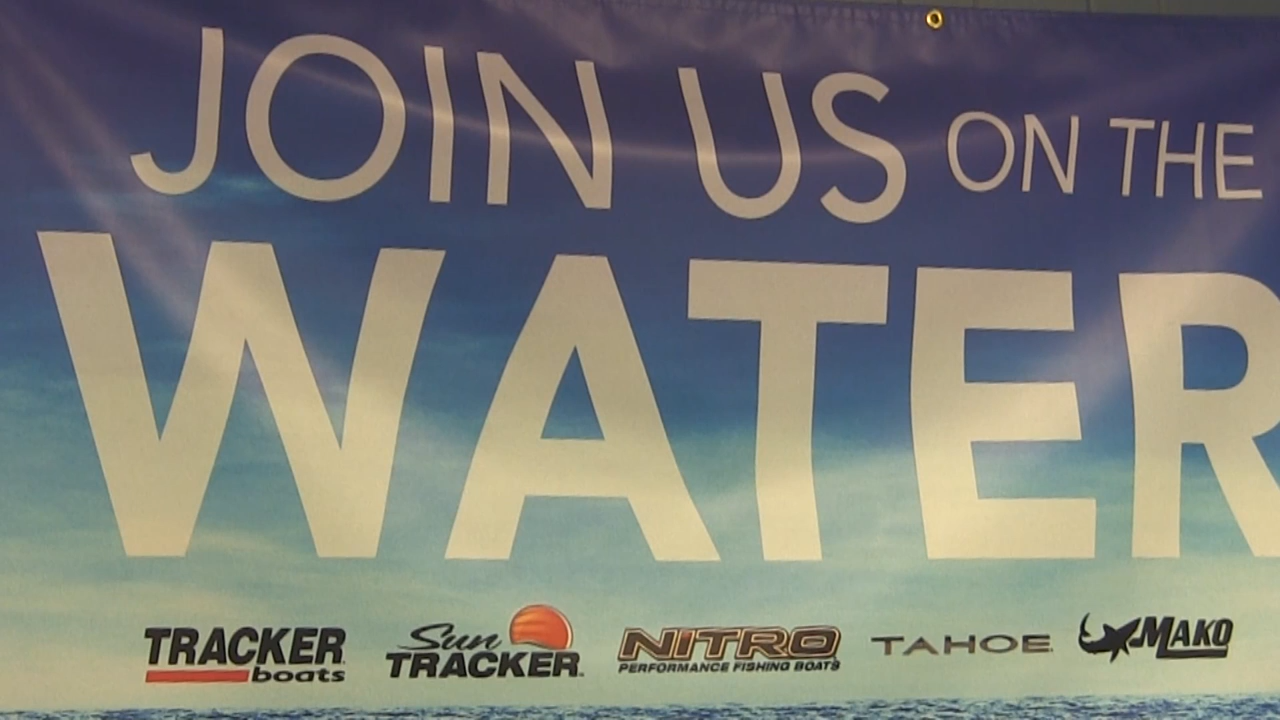 JOIN US ON THE
WATER
TRACKER boats
Sun TRACKER
NITRO PERFORMANCE FISHING BOATS
TAHOE
MAKO